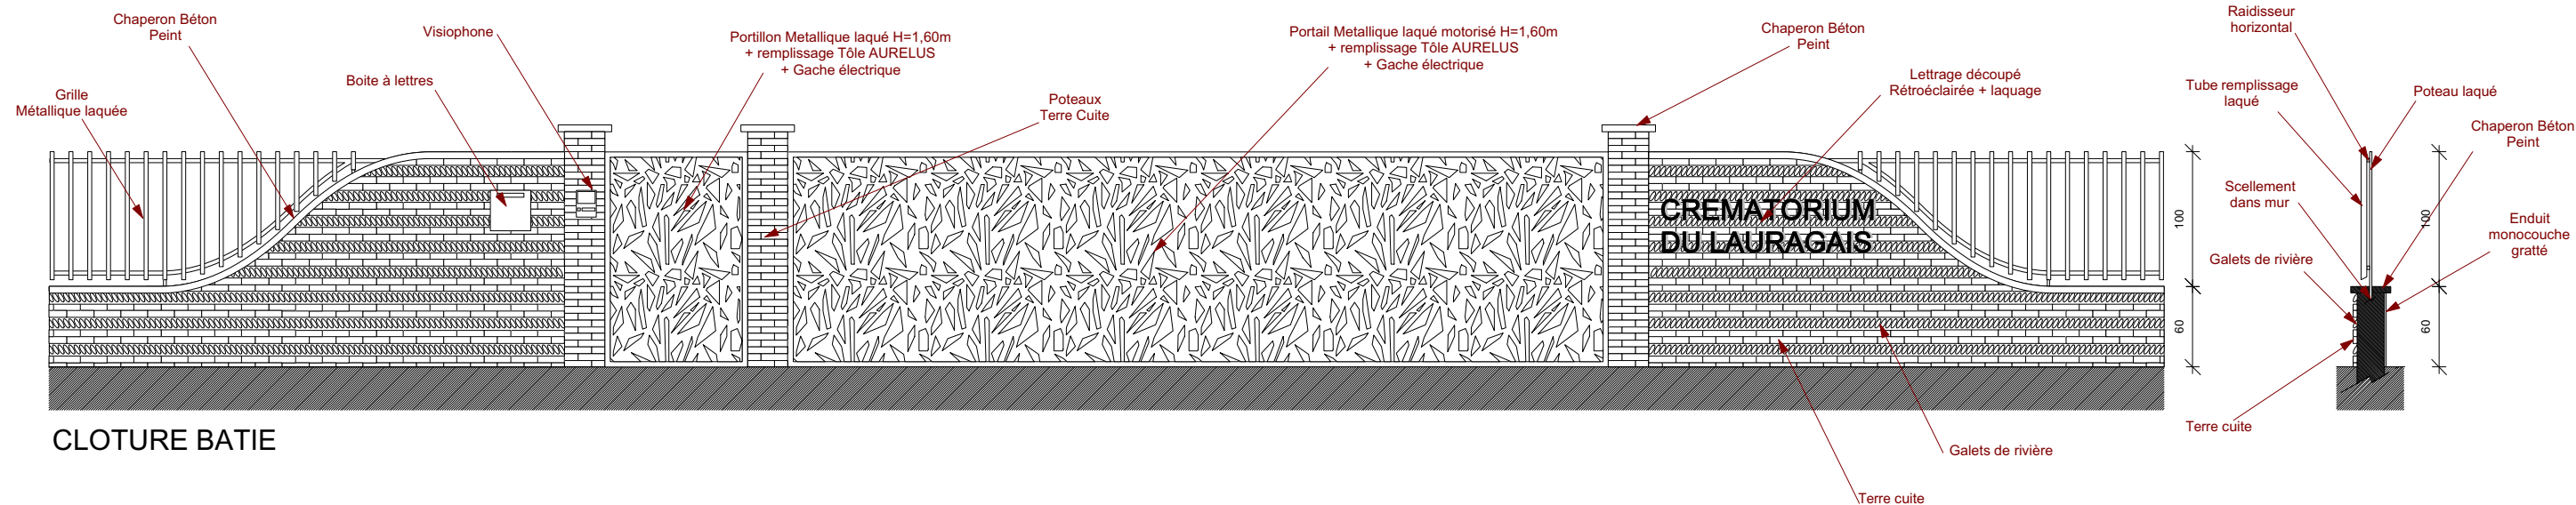 Chaperon Béton
Peint
Visiophone
Portillon Metallique laqué H=1,60m
+ remplissage Tôle AURELUS
+ Gache électrique
Portail Metallique laqué motorisé H=1,60m
+ remplissage Tôle AURELUS
+ Gache électrique
Chaperon Béton
Peint
Raidisseur
horizontal
Boite à lettres
Grille
Métallique laquée
Poteaux
Terre Cuite
Lettrage découpé
Rétroéclairée + laquage
Tube remplissage
laqué
Poteau laqué
Chaperon Béton
Peint
Scellement
dans mur
Enduit
monocouche
gratté
Galets de rivière
CREMATORIUM
DU LAURAGAIS
100
60
100
60
CLOTURE BATIE
Galets de rivière
Terre cuite
Terre cuite